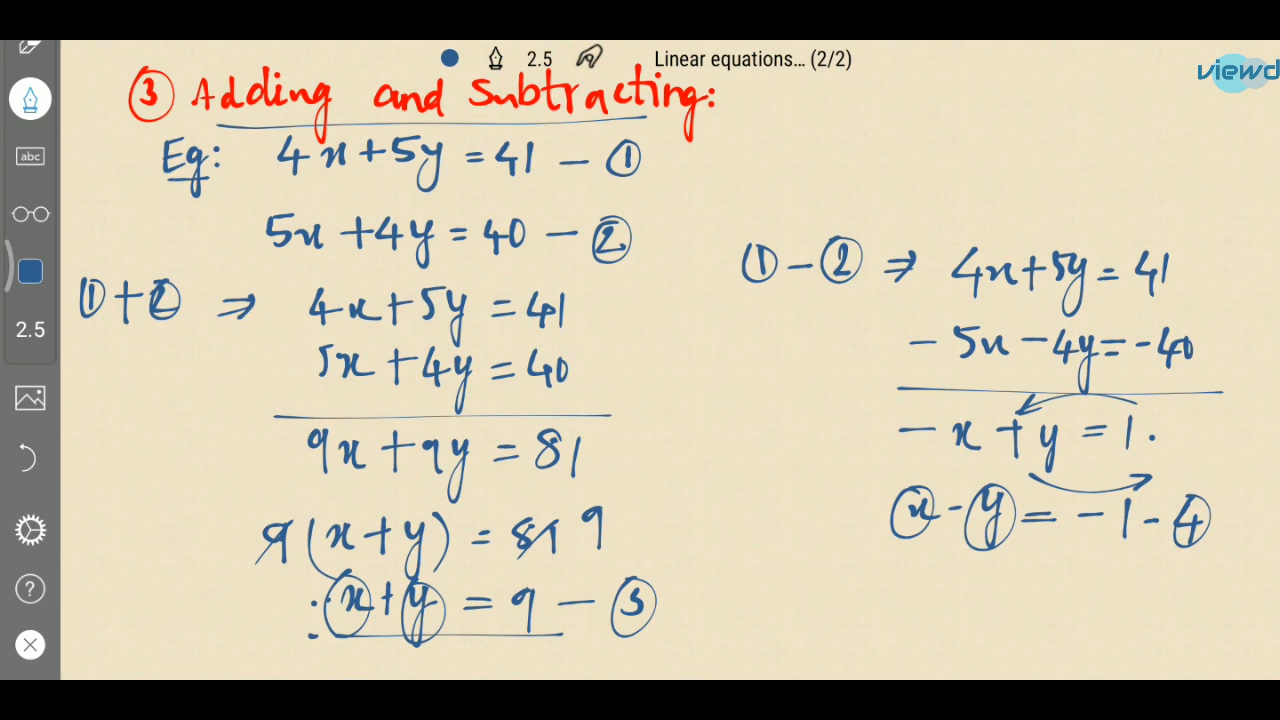 2.5 Linear equations... (2/2)
viewd
③ Adding and Subtracting:
Eg: 4x+5y=41 – ①
abc
5x+4y=40 – ②
①+② ⇒ 4x+5y=41
5x+4y=40
9x+9y=81
9(x+y)=81 9
∴ x+y=9 – ③
①–② ⇒ 4x+5y=41
-5x-4y=-40
-x+y=1.
x-y=-1-④
2.5
?